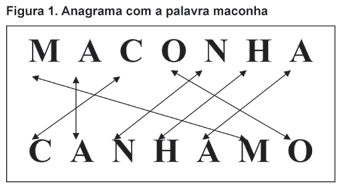 Figura 1. Anagrama com a palavra maconha
M A C O N H A
C A N H A M O